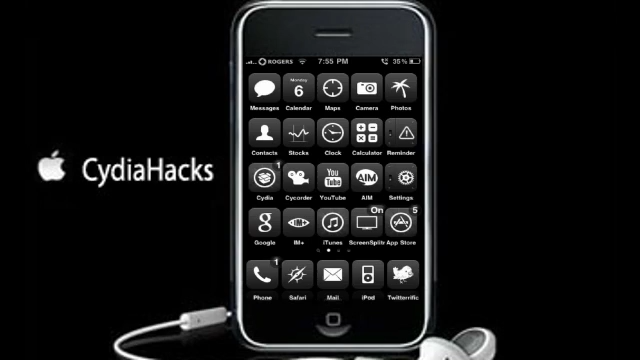 ROGERS 7:55 PM 35%
Monday
6
Messages Calendar Maps Camera Photos
Contacts Stocks Clock Calculator Reminder
1
You
Tube
AIM
Cydia Cycorder YouTube AIM Settings
CydiaHacks
On 5
g
Google IM+ iTunes ScreenSplitr App Store
1
Phone Safari Mail iPod Twitterrific